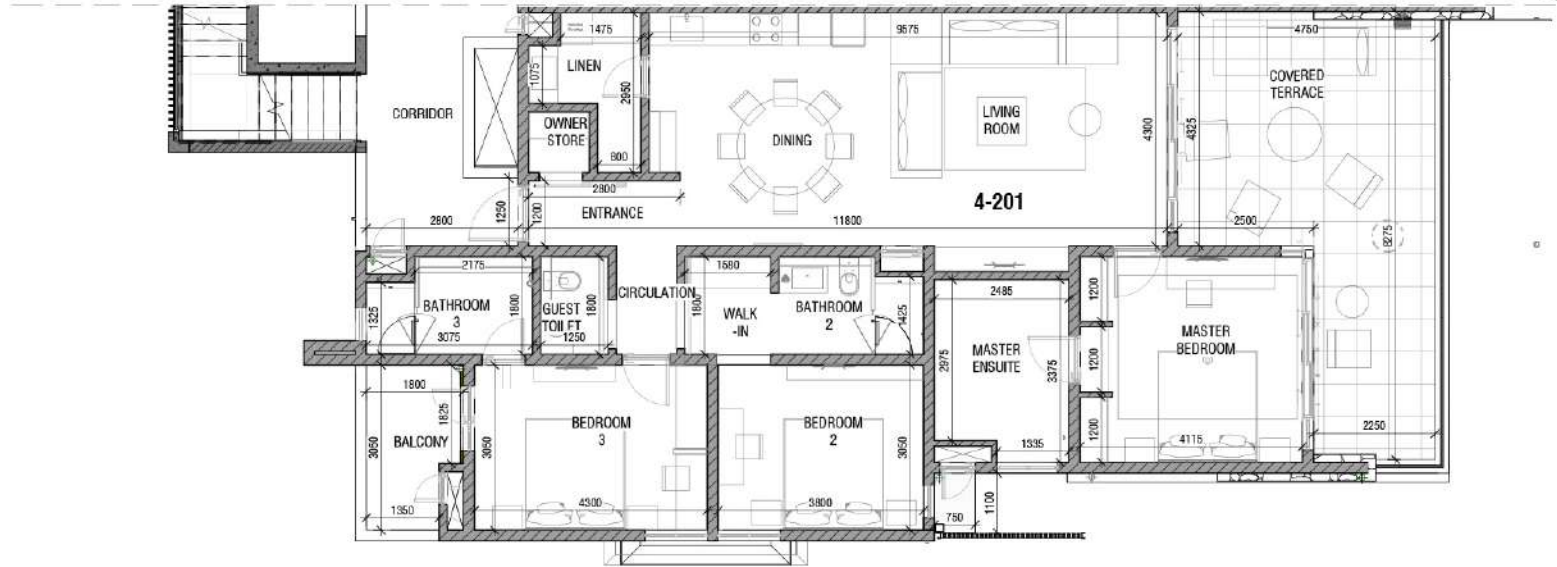 1475
9575
4750
LINEN
1075
2950
COVERED
TERRACE
CORRIDOR
OWNER
STORE
DINING
LIVING
ROOM
4300
4325
800
2800
4-201
ENTRANCE
1250
1200
2800
11800
2500
8275
2175
1580
CIRCULATION
2485
1200
1325
BATHROOM
3
1800
GUEST
TOILET
1800
1800
WALK
-IN
BATHROOM
2
1425
3075
1250
MASTER
BEDROOM
MASTER
ENSUITE
2975
3375
1200
1800
1825
BALCONY
3050
3050
BEDROOM
3
BEDROOM
2
3050
1200
1335
4115
2250
1350
4300
3800
750
1100